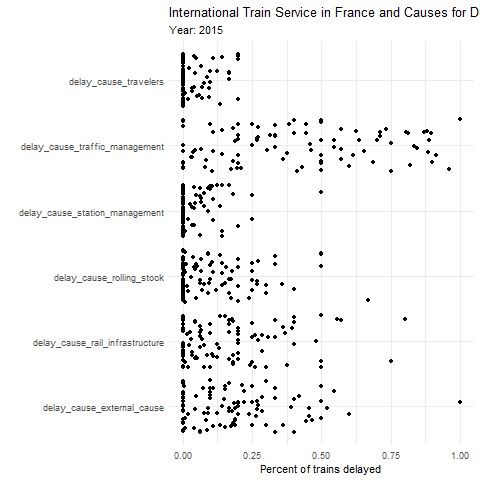 International Train Service in France and Causes for D
Year: 2015
delay_cause_travelers
delay_cause_traffic_management
delay_cause_station_management
delay_cause_rolling_stock
delay_cause_rail_infrastructure
delay_cause_external_cause
0.00 0.25 0.50 0.75 1.00
Percent of trains delayed